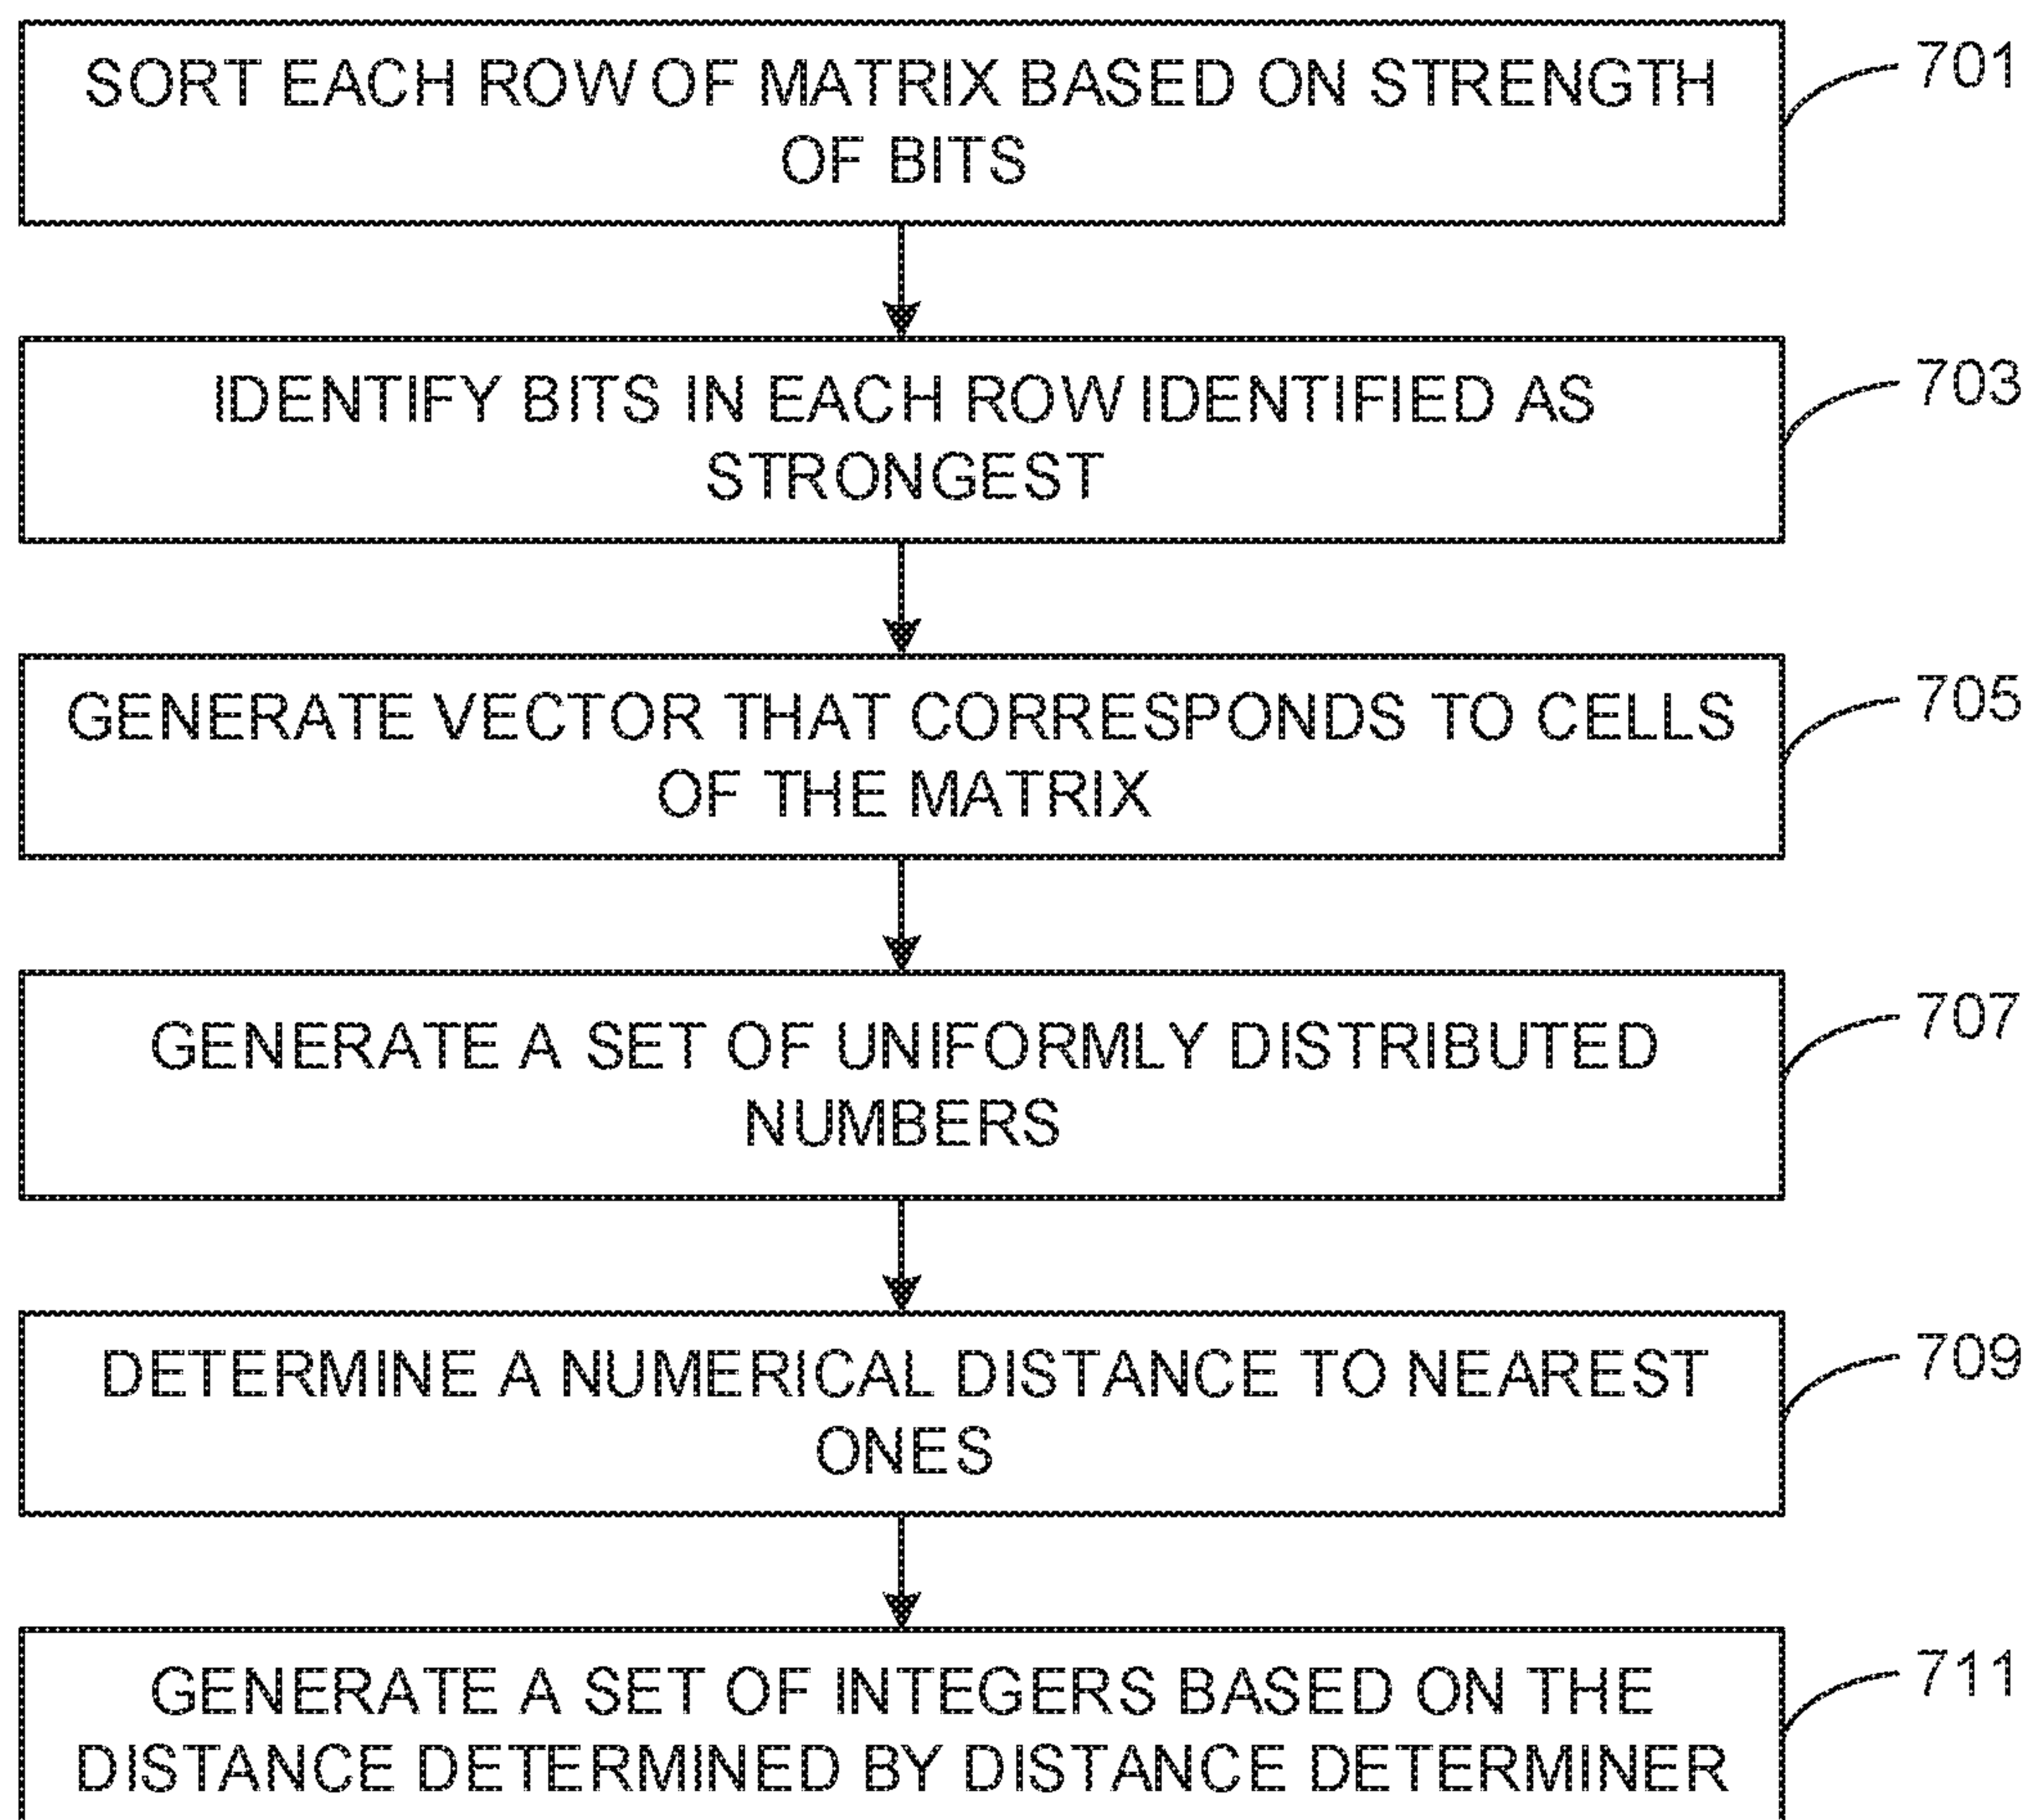 SORT EACH ROW OF MATRIX BASED ON STRENGTH
OF BITS
701
IDENTIFY BITS IN EACH ROW IDENTIFIED AS
STRONGEST
703
GENERATE VECTOR THAT CORRESPONDS TO CELLS
OF THE MATRIX
705
GENERATE A SET OF UNIFORMLY DISTRIBUTED
NUMBERS
707
DETERMINE A NUMERICAL DISTANCE TO NEAREST
ONES
709
GENERATE A SET OF INTEGERS BASED ON THE
DISTANCE DETERMINED BY DISTANCE DETERMINER
711